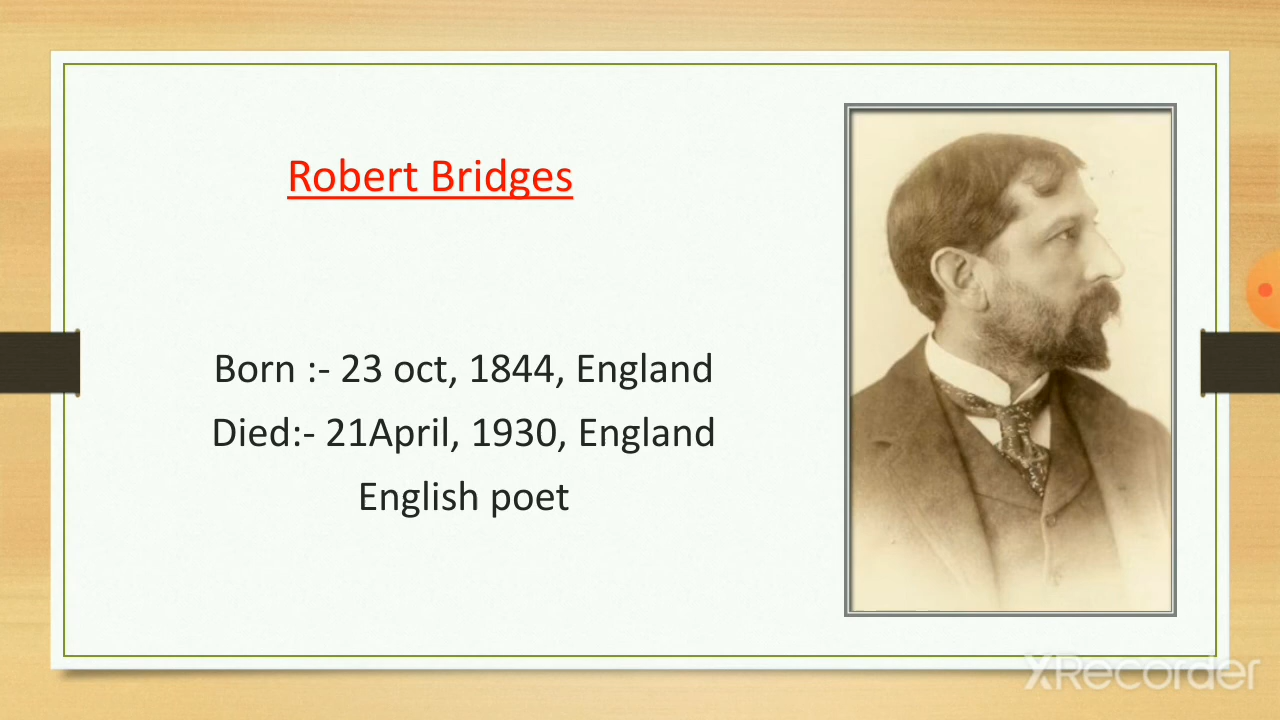 Robert Bridges
Born :- 23 oct, 1844, England
Died:- 21April, 1930, England
English poet
XRecorder